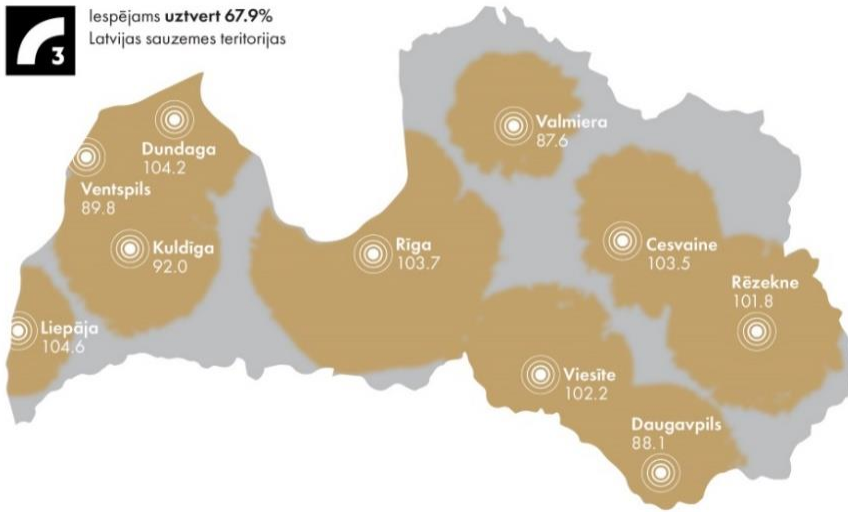 3
Iespējams uztvert 67.9%
Latvijas sauzemes teritorijas
Valmiera
87.6
Dundaga
104.2
Ventspils
89.8
Kuldīga
92.0
Rīga
103.7
Cesvaine
103.5
Rēzekne
101.8
Liepāja
104.6
Viesīte
102.2
Daugavpils
88.1